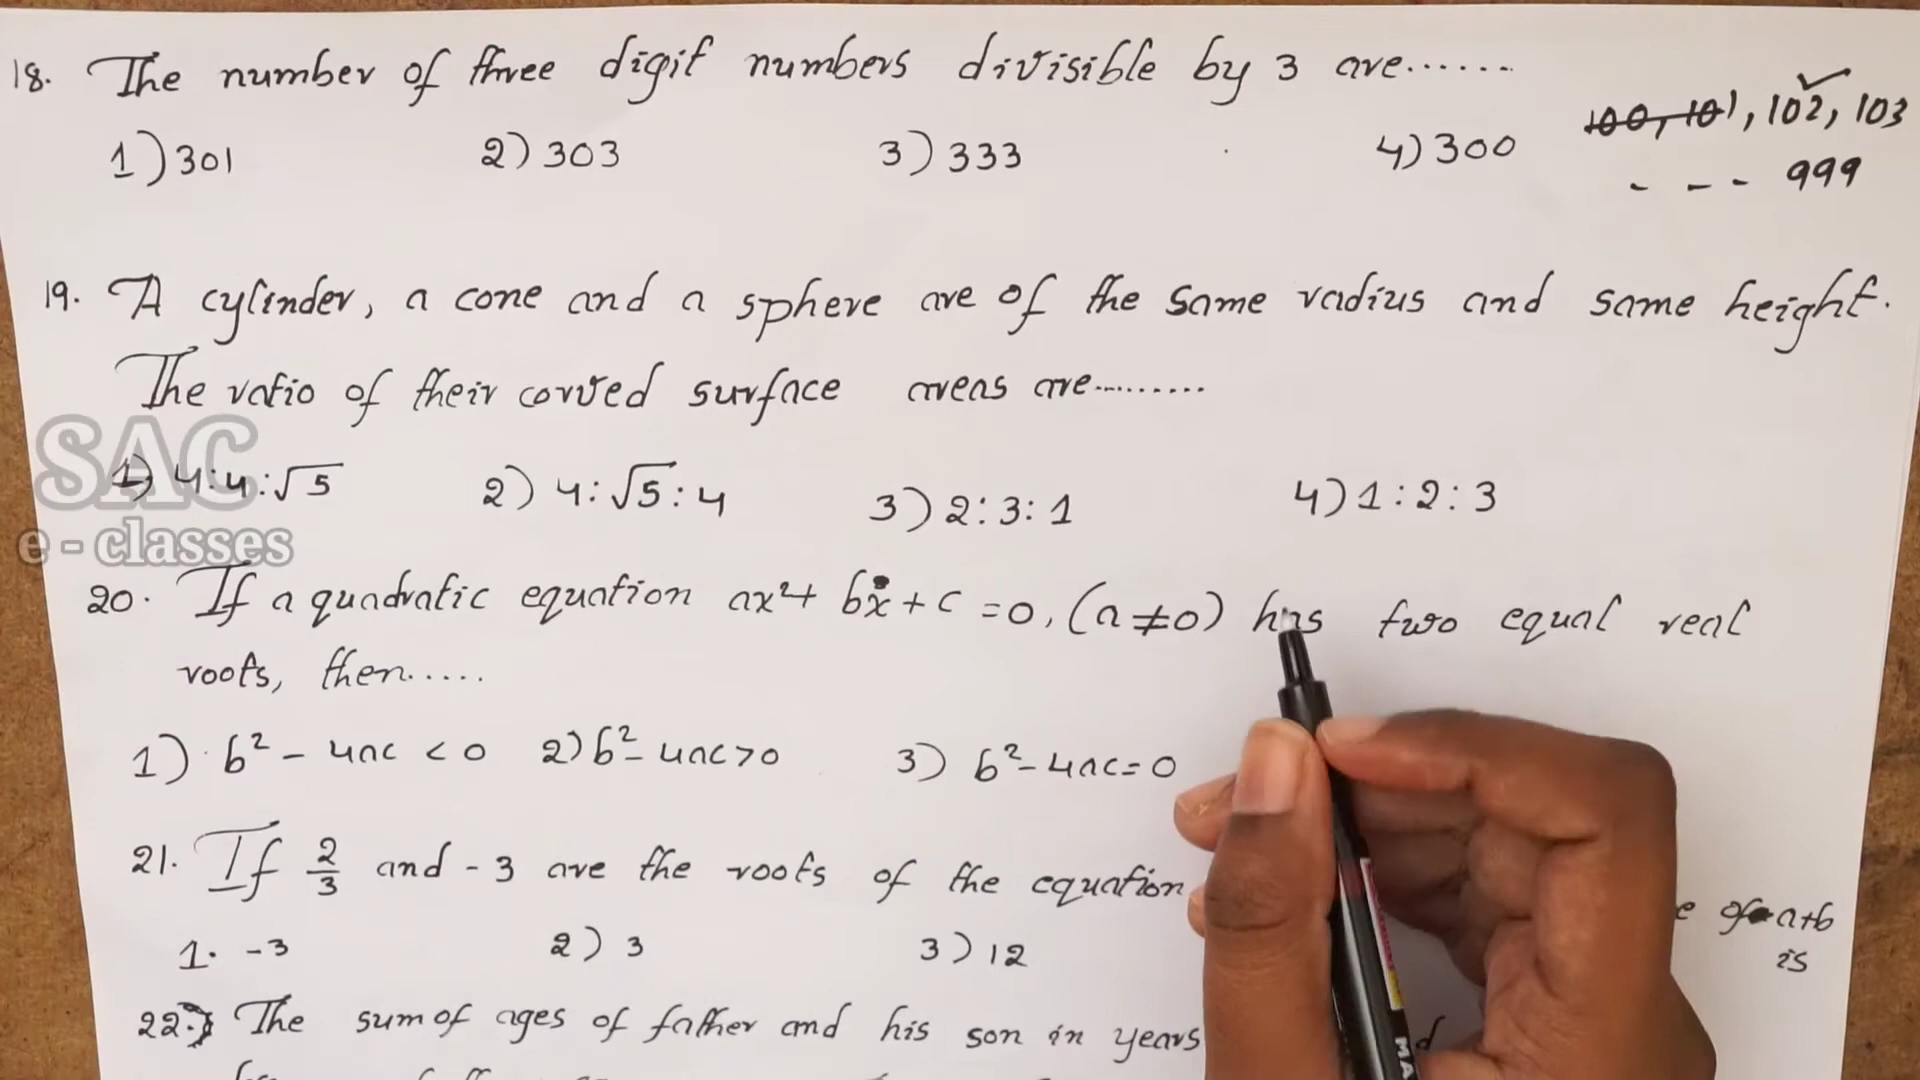 18. The number of three digit numbers divisible by 3 are......
1) 301 2) 303 3) 333 4) 300
100, 101, 102, 103
- - - 999
19. A cylinder, a cone and a sphere are of the same radius and same height.
The ratio of their corved surface areas are.........
1) 4:4:√5 2) 4:√5:4 3) 2:3:1 4) 1:2:3
SAC
e-classes
20. If a quadratic equation ax²+ bx + c = 0, (a ≠ 0) has two equal real
roots, then.....
1) b² - 4ac < 0 2) b² - 4ac > 0 3) b² - 4ac = 0
21. If 2/3 and -3 are the roots of the equation of a+b
is
1. -3 2) 3 3) 12
22. The sum of ages of father and his son in years
MA